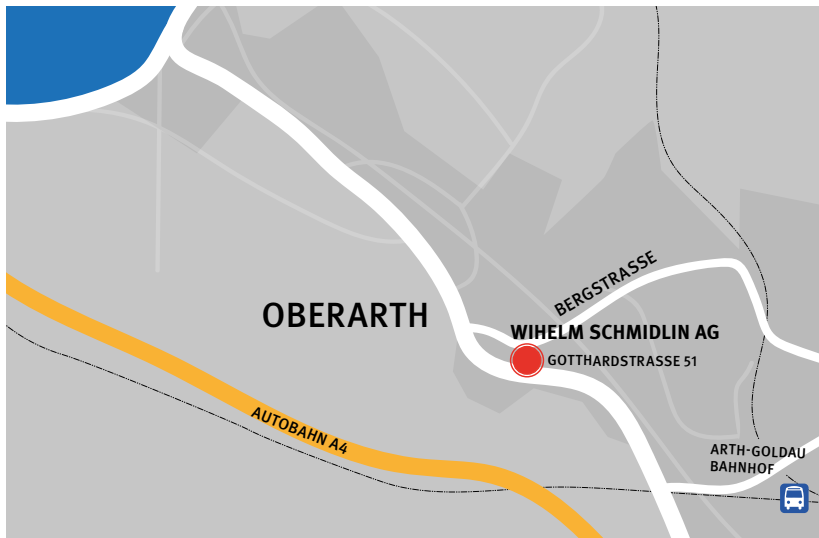 BERGSTRASSE
OBERARTH
WIHELM SCHMIDLIN AG
GOTTHARDSTRASSE 51
AUTOBAHN A4
ARTH-GOLDAU
BAHNHOF